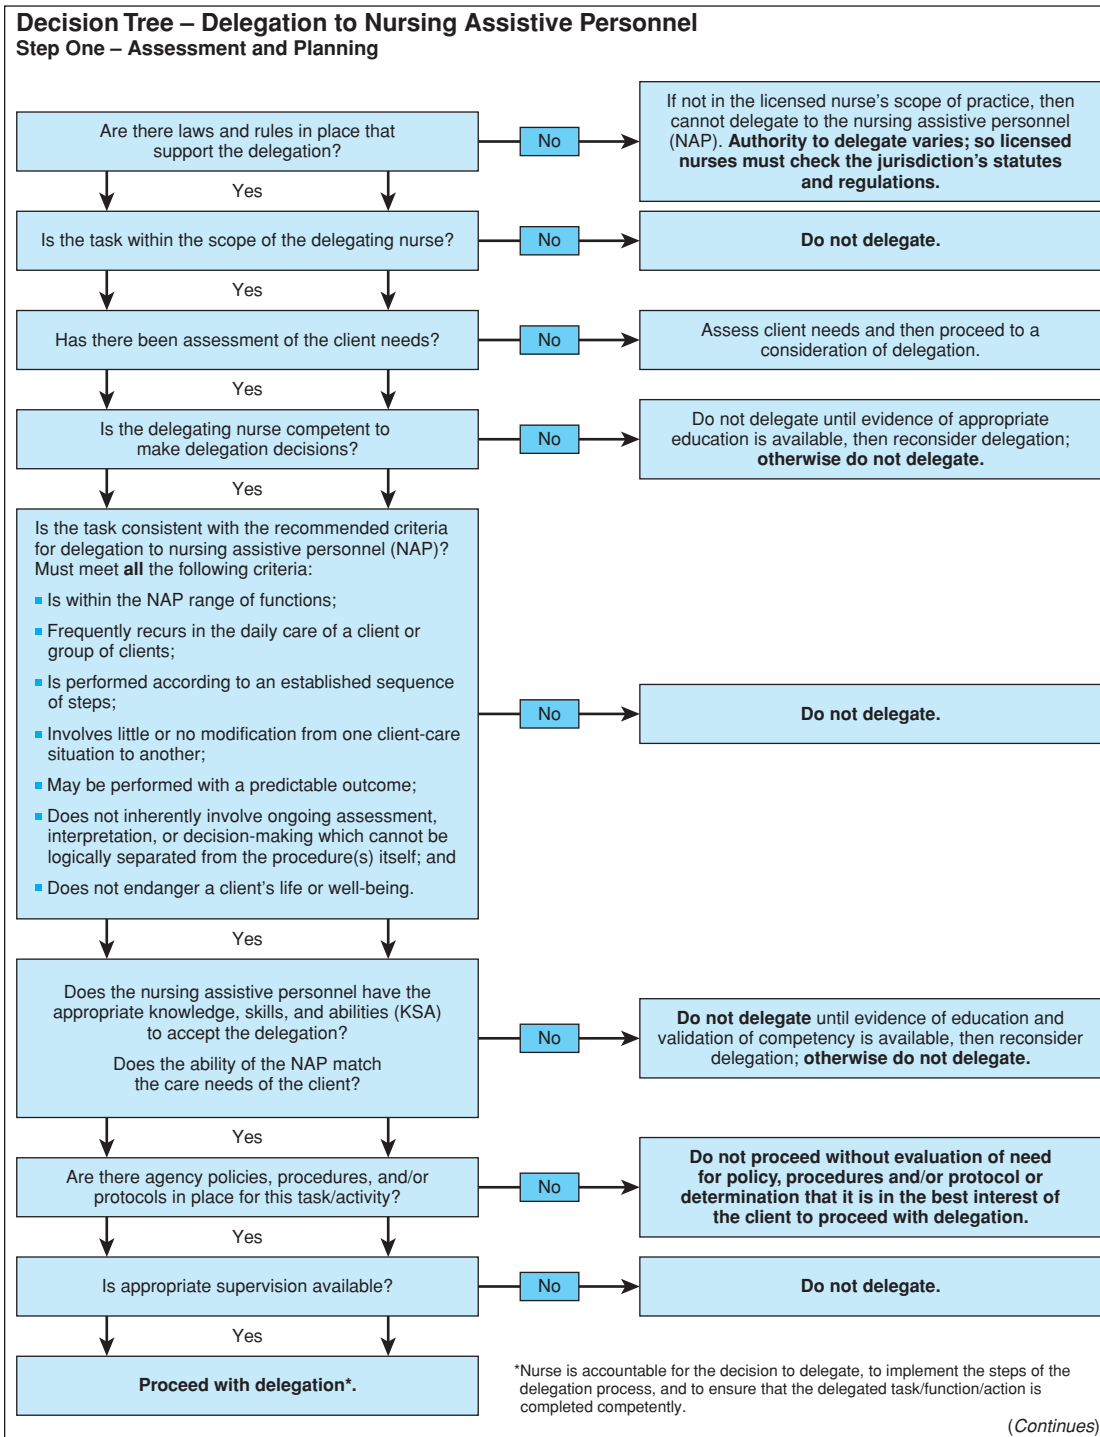 Decision Tree – Delegation to Nursing Assistive Personnel
Step One – Assessment and Planning
Are there laws and rules in place that
support the delegation?
No
If not in the licensed nurse's scope of practice, then
cannot delegate to the nursing assistive personnel
(NAP). Authority to delegate varies; so licensed
nurses must check the jurisdiction's statutes
and regulations.
Yes
Is the task within the scope of the delegating nurse?
No
Do not delegate.
Yes
Has there been assessment of the client needs?
No
Assess client needs and then proceed to a
consideration of delegation.
Yes
Is the delegating nurse competent to
make delegation decisions?
No
Do not delegate until evidence of appropriate
education is available, then reconsider delegation;
otherwise do not delegate.
Yes
Is the task consistent with the recommended criteria
for delegation to nursing assistive personnel (NAP)?
Must meet all the following criteria:
▪ Is within the NAP range of functions;
▪ Frequently recurs in the daily care of a client or
group of clients;
▪ Is performed according to an established sequence
of steps;
▪ Involves little or no modification from one client-care
situation to another;
▪ May be performed with a predictable outcome;
▪ Does not inherently involve ongoing assessment,
interpretation, or decision-making which cannot be
logically separated from the procedure(s) itself; and
▪ Does not endanger a client's life or well-being.
No
Do not delegate.
Yes
Does the nursing assistive personnel have the
appropriate knowledge, skills, and abilities (KSA)
to accept the delegation?
Does the ability of the NAP match
the care needs of the client?
No
Do not delegate until evidence of education and
validation of competency is available, then reconsider
delegation; otherwise do not delegate.
Yes
Are there agency policies, procedures, and/or
protocols in place for this task/activity?
No
Do not proceed without evaluation of need
for policy, procedures and/or protocol or
determination that it is in the best interest of
the client to proceed with delegation.
Yes
Is appropriate supervision available?
No
Do not delegate.
Yes
Proceed with delegation*.
*Nurse is accountable for the decision to delegate, to implement the steps of the
delegation process, and to ensure that the delegated task/function/action is
completed competently.
(Continues)